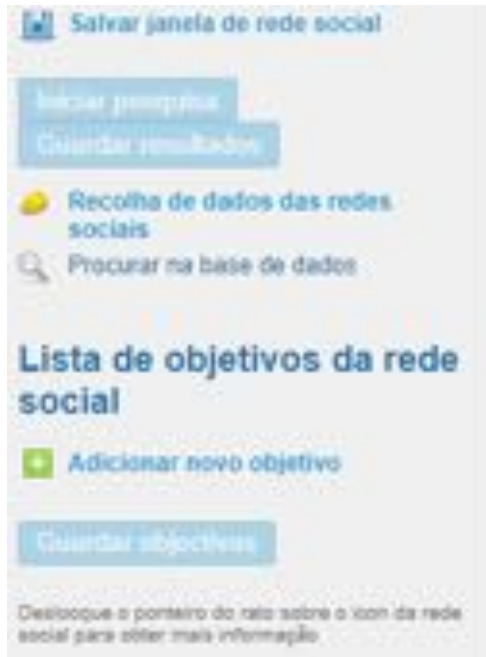 Salvar janela de rede social
Iniciar pesquisa
Guardar resultados
Recolha de dados das redes
sociais
Procurar na base de dados
Lista de objetivos da rede
social
Adicionar novo objetivo
Guardar objectivos
Desloque o ponteiro do rato sobre o icon da rede
social para obter mais informação